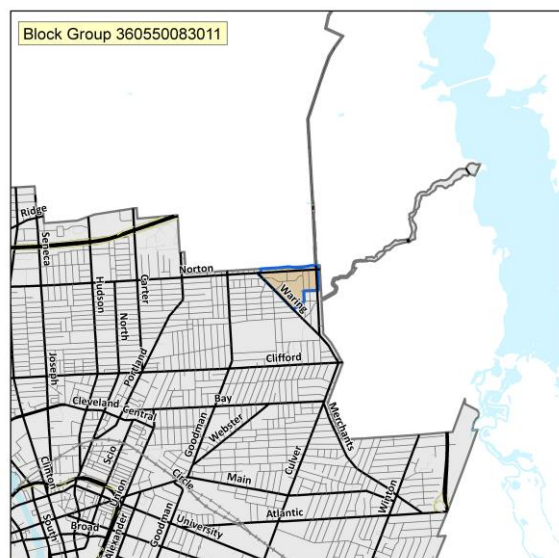 Block Group 360550083011
Ridge
Seneca
Hudson
North
Carter
Norton
Waring
Portland
Joseph
Clifford
Cleveland
Central
Bay
Goodman
Webster
Merchants
Scio
Culver
Clinton
Union
Circle
Main
Winton
Atlantic
South
Broad
Alexander
Goodman
University